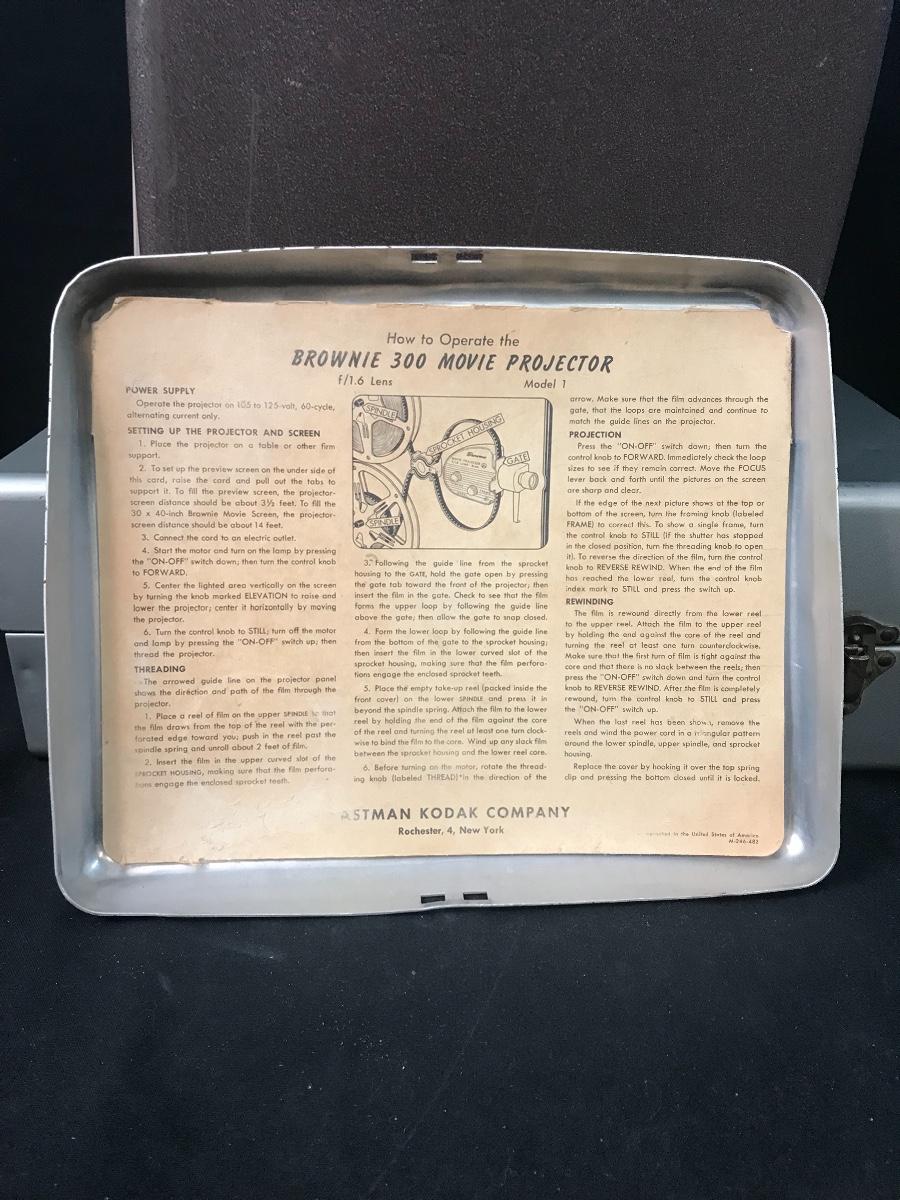 How to Operate the
BROWNIE 300 MOVIE PROJECTOR
f/1.6 Lens Model 1
POWER SUPPLY
Operate the projector on 105 to 125-volt, 60-cycle,
alternating current only.
SETTING UP THE PROJECTOR AND SCREEN
1. Place the projector on a table or other firm
support.
2. To set up the preview screen on the under side of
this card, raise the card and pull out the tabs to
support it. To fill the preview screen, the projector-
screen distance should be about 3½ feet. To fill the
30 x 40-inch Brownie Movie Screen, the projector-
screen distance should be about 14 feet.
3. Connect the cord to an electric outlet.
4. Start the motor and turn on the lamp by pressing
the "ON-OFF" switch down; then turn the control knob
to FORWARD.
5. Center the lighted area vertically on the screen
by turning the knob marked ELEVATION to raise and
lower the projector; center it horizontally by moving
the projector.
6. Turn the control knob to STILL; turn off the motor
and lamp by pressing the "ON-OFF" switch up; then
thread the projector.
THREADING
The arrowed guide line on the projector panel
shows the direction and path of the film through the
projector.
1. Place a reel of film on the upper SPINDLE so that
the film draws from the top of the reel with the per-
forated edge toward you; push in the reel past the
spindle spring and unroll about 2 feet of film.
2. Insert the film in the upper curved slot of the
SPROCKET HOUSING, making sure that the film perfora-
tions engage the enclosed sprocket teeth.
SPINDLE
SPROCKET HOUSING
Brownie
GATE
SPINDLE
3. Following the guide line from the sprocket
housing to the GATE, hold the gate open by pressing
the gate tab toward the front of the projector; then
insert the film in the gate. Check to see that the film
forms the upper loop by following the guide line
above the gate; then allow the gate to snap closed.
4. Form the lower loop by following the guide line
from the bottom of the gate to the sprocket housing;
then insert the film in the lower curved slot of the
sprocket housing, making sure that the film perfora-
tions engage the enclosed sprocket teeth.
5. Place the empty take-up reel (packed inside the
front cover) on the lower SPINDLE and press it in
beyond the spindle spring. Attach the film to the lower
reel by holding the end of the film against the core
of the reel and turning the reel at least one turn clock-
wise to bind the film to the core. Wind up any slack film
between the sprocket housing and the lower reel core.
6. Before turning on the motor, rotate the thread-
ing knob (labeled THREAD) in the direction of the
arrow. Make sure that the film advances through the
gate, that the loops are maintained and continue to
match the guide lines on the projector.
PROJECTION
Press the "ON-OFF" switch down; then turn the
control knob to FORWARD. Immediately check the loop
sizes to see if they remain correct. Move the FOCUS
lever back and forth until the pictures on the screen
are sharp and clear.
If the edge of the next picture shows at the top or
bottom of the screen, turn the framing knob (labeled
FRAME) to correct this. To show a single frame, turn
the control knob to STILL (if the shutter has stopped
in the closed position, turn the threading knob to open
it). To reverse the direction of the film, turn the control
knob to REVERSE REWIND. When the end of the film
has reached the lower reel, turn the control knob
index mark to STILL and press the switch up.
REWINDING
The film is rewound directly from the lower reel
to the upper reel. Attach the film to the upper reel
by holding the end against the core of the reel and
turning the reel at least one turn counterclockwise.
Make sure that the first turn of film is tight against the
core and that there is no slack between the reels; then
press the "ON-OFF" switch down and turn the control
knob to REVERSE REWIND. After the film is completely
rewound, turn the control knob to STILL and press
the "ON-OFF" switch up.
When the last reel has been shown, remove the
reels and wind the power cord in a triangular pattern
around the lower spindle, upper spindle, and sprocket
housing.
Replace the cover by hooking it over the top spring
clip and pressing the bottom closed until it is locked.
EASTMAN KODAK COMPANY
Rochester, 4, New York
in the United States of America
M-246-482